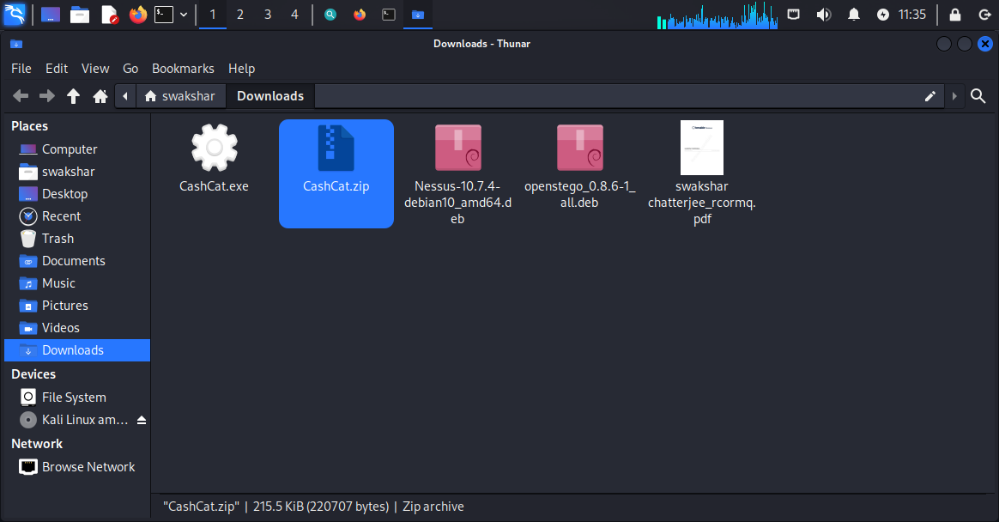 1 2 3 4 11:35
Downloads - Thunar
File Edit View Go Bookmarks Help
swakshar Downloads
Places
Computer
swakshar
Desktop
Recent
Trash
Documents
Music
Pictures
Videos
Downloads
Devices
File System
Kali Linux am...
Network
Browse Network
CashCat.exe
CashCat.zip
Nessus-10.7.4-
debian10_amd64.d
eb
openstego_0.8.6-1_
all.deb
swakshar
chatterjee_rcormq.
pdf
"CashCat.zip" | 215.5 KiB (220707 bytes) | Zip archive